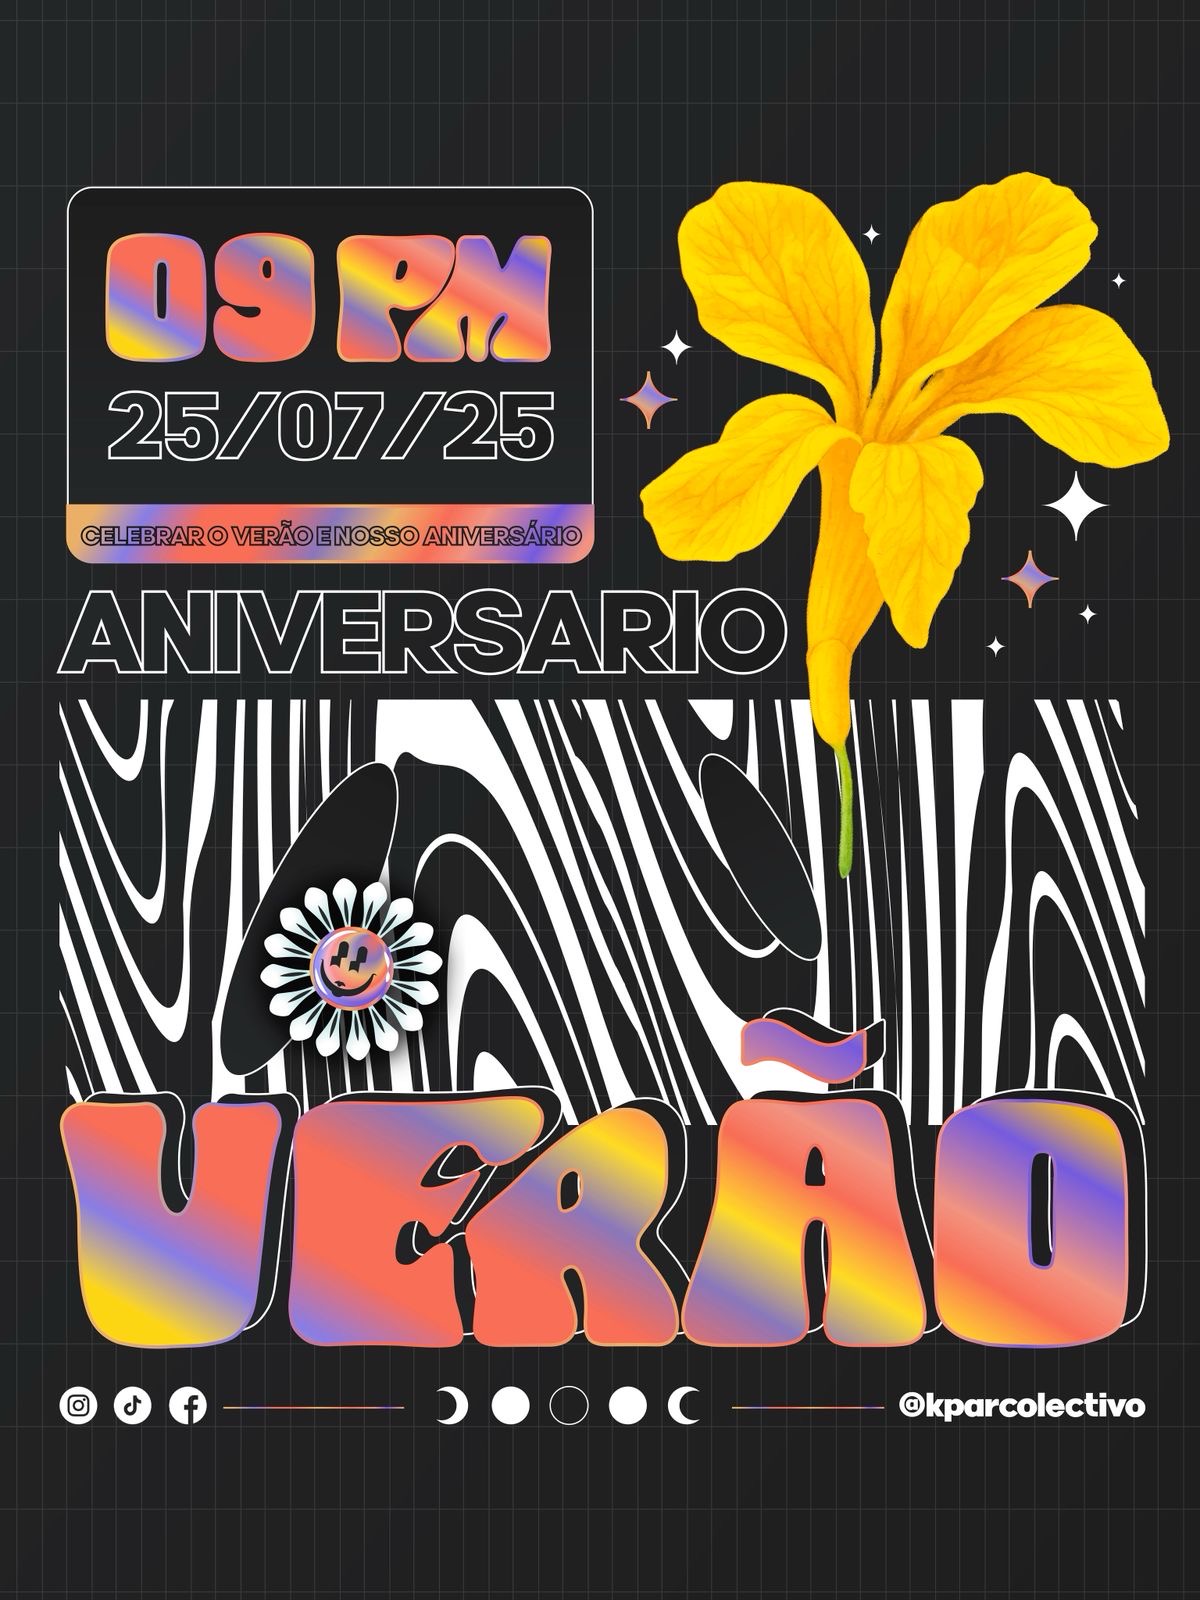 09 PM
25/07/25
CELEBRAR O VERÃO E NOSSO ANIVERSÁRIO
ANIVERSARIO
VERÃO
@kparcolectivo